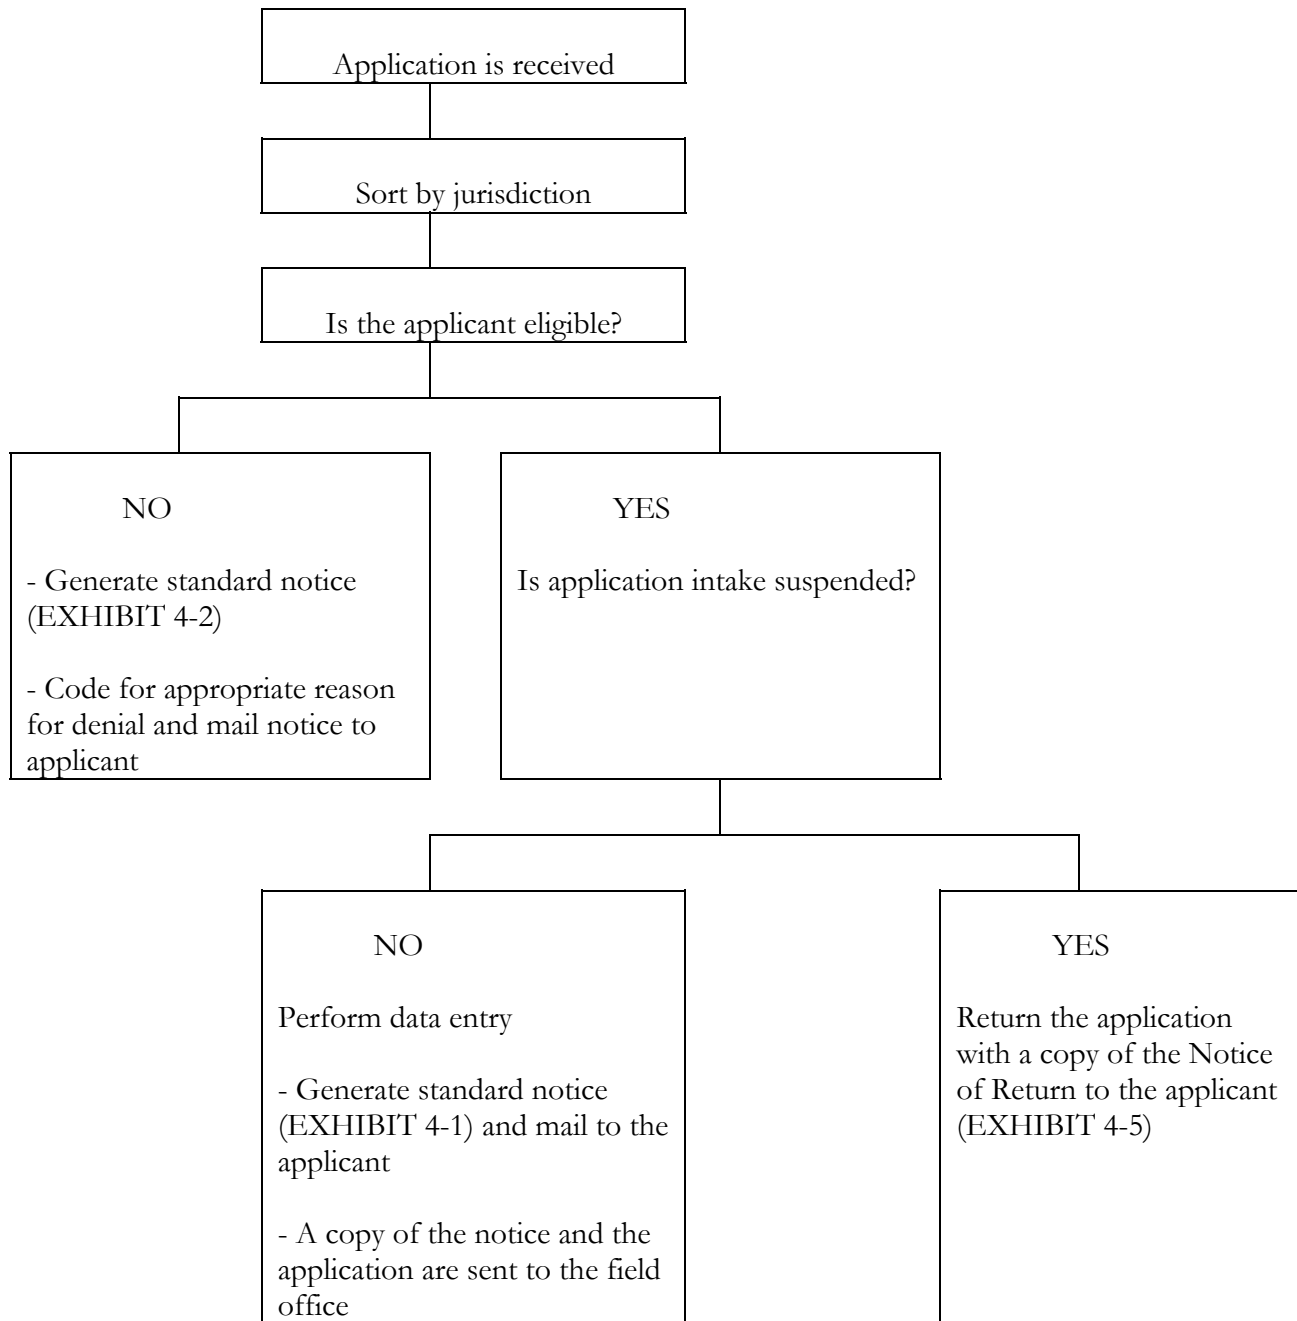 Application is received
Sort by jurisdiction
Is the applicant eligible?
NO
- Generate standard notice
(EXHIBIT 4-2)
- Code for appropriate reason
for denial and mail notice to
applicant
YES
Is application intake suspended?
NO
Perform data entry
- Generate standard notice
(EXHIBIT 4-1) and mail to the
applicant
- A copy of the notice and the
application are sent to the field
office
YES
Return the application
with a copy of the Notice
of Return to the applicant
(EXHIBIT 4-5)